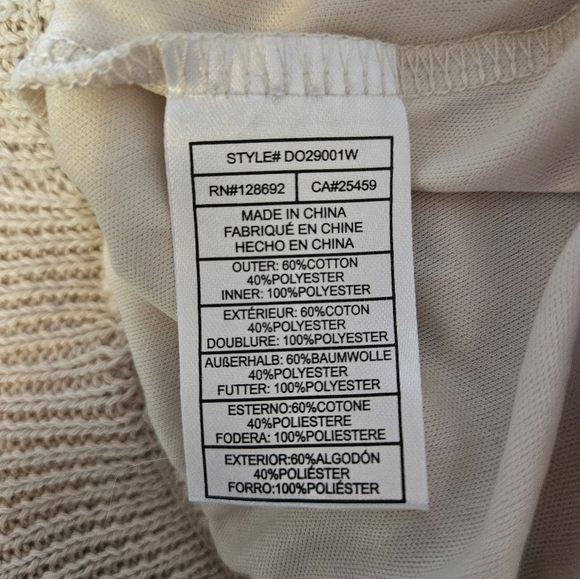 STYLE# DO29001W
RN#128692 CA#25459
MADE IN CHINA
FABRIQUÉ EN CHINE
HECHO EN CHINA
OUTER: 60%COTTON
40%POLYESTER
INNER: 100%POLYESTER
EXTÉRIEUR: 60%COTON
40%POLYESTER
DOUBLURE: 100%POLYESTER
AUßERHALB: 60%BAUMWOLLE
40%POLYESTER
FUTTER: 100%POLYESTER
ESTERNO:60%COTONE
40%POLIESTERE
FODERA: 100%POLIESTERE
EXTERIOR:60%ALGODÓN
40%POLIÉSTER
FORRO:100%POLIÉSTER